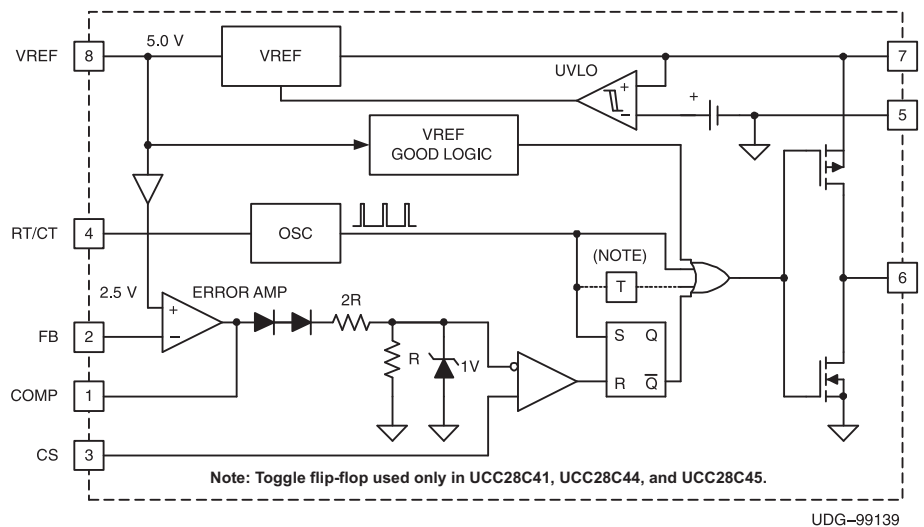 VREF 8 5.0 V VREF 7
UVLO
+
−
+ 5
VREF
GOOD LOGIC
RT/CT 4 OSC
(NOTE)
T
6
2.5 V ERROR AMP 2R
+
FB 2 −
S Q
R 1V
R Q̅
COMP 1
CS 3
Note: Toggle flip-flop used only in UCC28C41, UCC28C44, and UCC28C45.
UDG–99139